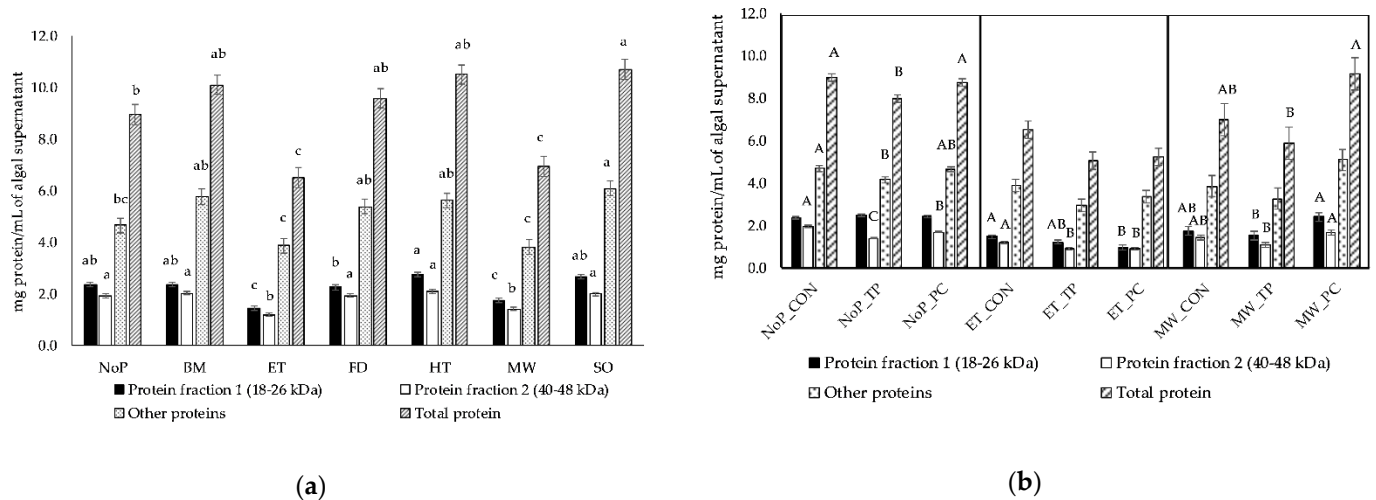 12.0
10.0
8.0
6.0
4.0
2.0
0.0
mg protein/mL of algal supernatant
ab a bc b
ab a ab ab
c b c c
b a ab ab
a a ab ab
c b c c
ab a a a
NoP BM ET FD HT MW SO
Protein fraction 1 (18-26 kDa) Protein fraction 2 (40-48 kDa)
Other proteins Total protein
(a)
12.0
10.0
8.0
6.0
4.0
2.0
0.0
mg protein/mL of algal supernatant
A A A
C B B
B AB A
A A
B B
B B
AB AB AB
B B B
A A A
NoP_CON NoP_TP NoP_PC ET_CON ET_TP ET_PC MW_CON MW_TP MW_PC
Protein fraction 1 (18-26 kDa) Protein fraction 2 (40-48 kDa)
Other proteins Total protein
(b)